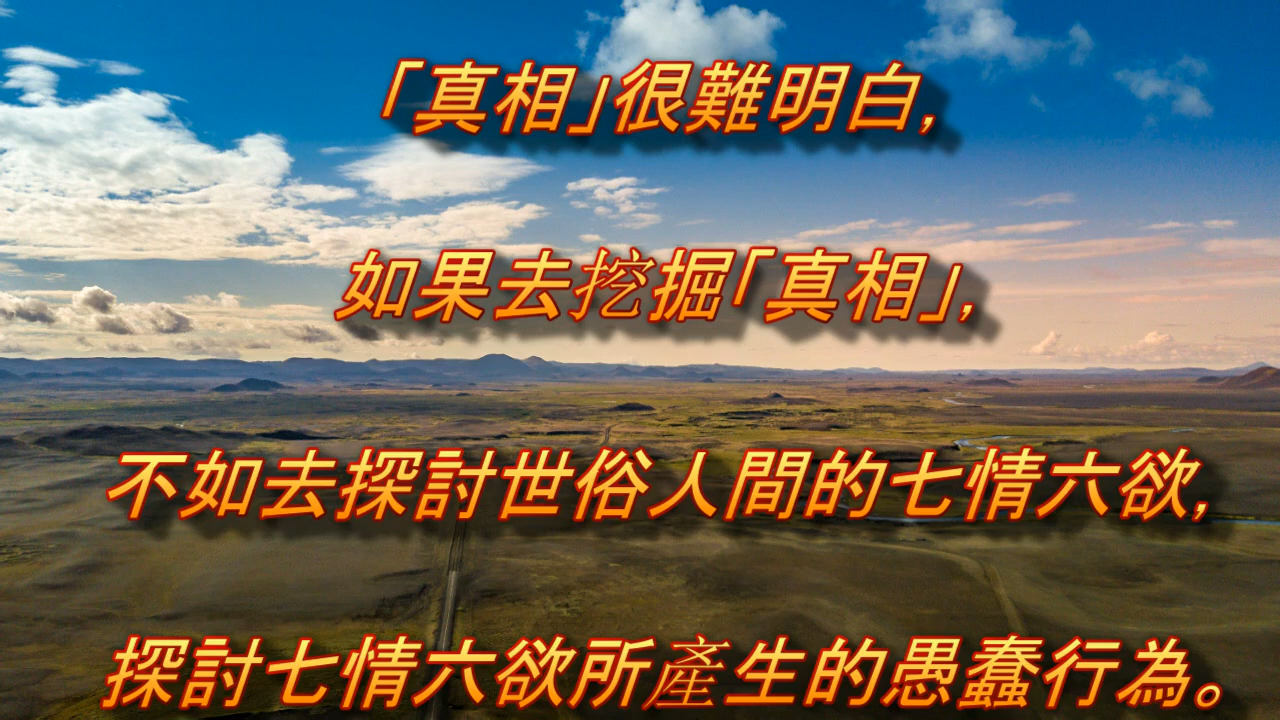 「真相」很難明白,
如果去挖掘「真相」,
不如去探討世俗人間的七情六欲,
探討七情六欲所產生的愚蠢行為。